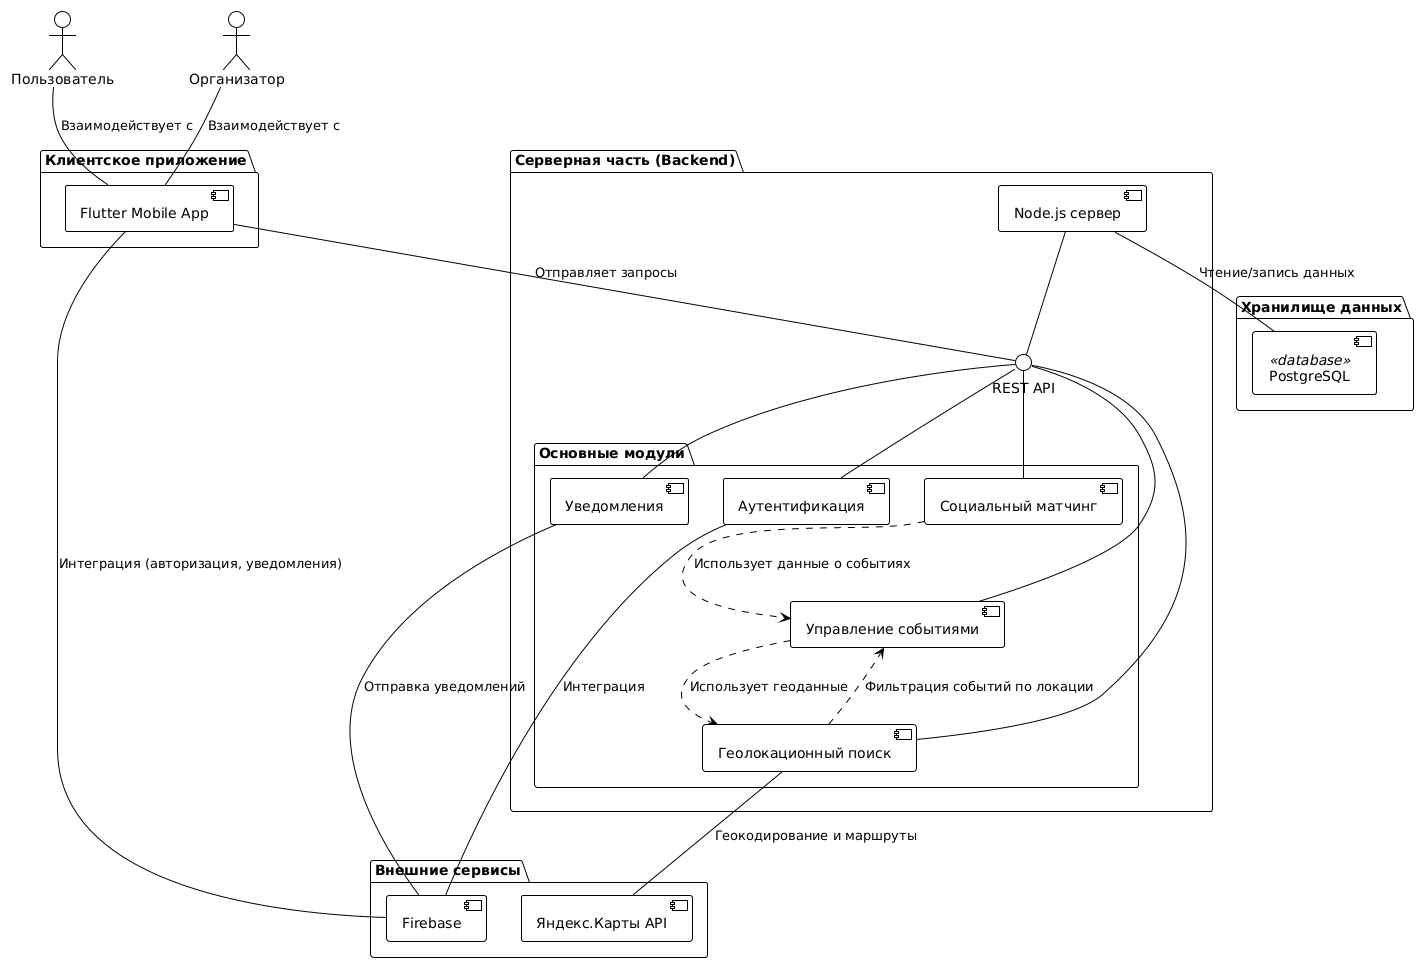 Пользователь
Организатор
Взаимодействует с
Взаимодействует с
Клиентское приложение
Flutter Mobile App
Серверная часть (Backend)
Node.js сервер
Отправляет запросы
Чтение/запись данных
Хранилище данных
«database»
PostgreSQL
REST API
Основные модули
Уведомления
Аутентификация
Социальный матчинг
Интеграция (авторизация, уведомления)
Использует данные о событиях
Управление событиями
Отправка уведомлений
Интеграция
Использует геоданные
Фильтрация событий по локации
Геолокационный поиск
Геокодирование и маршруты
Внешние сервисы
Firebase
Яндекс.Карты API